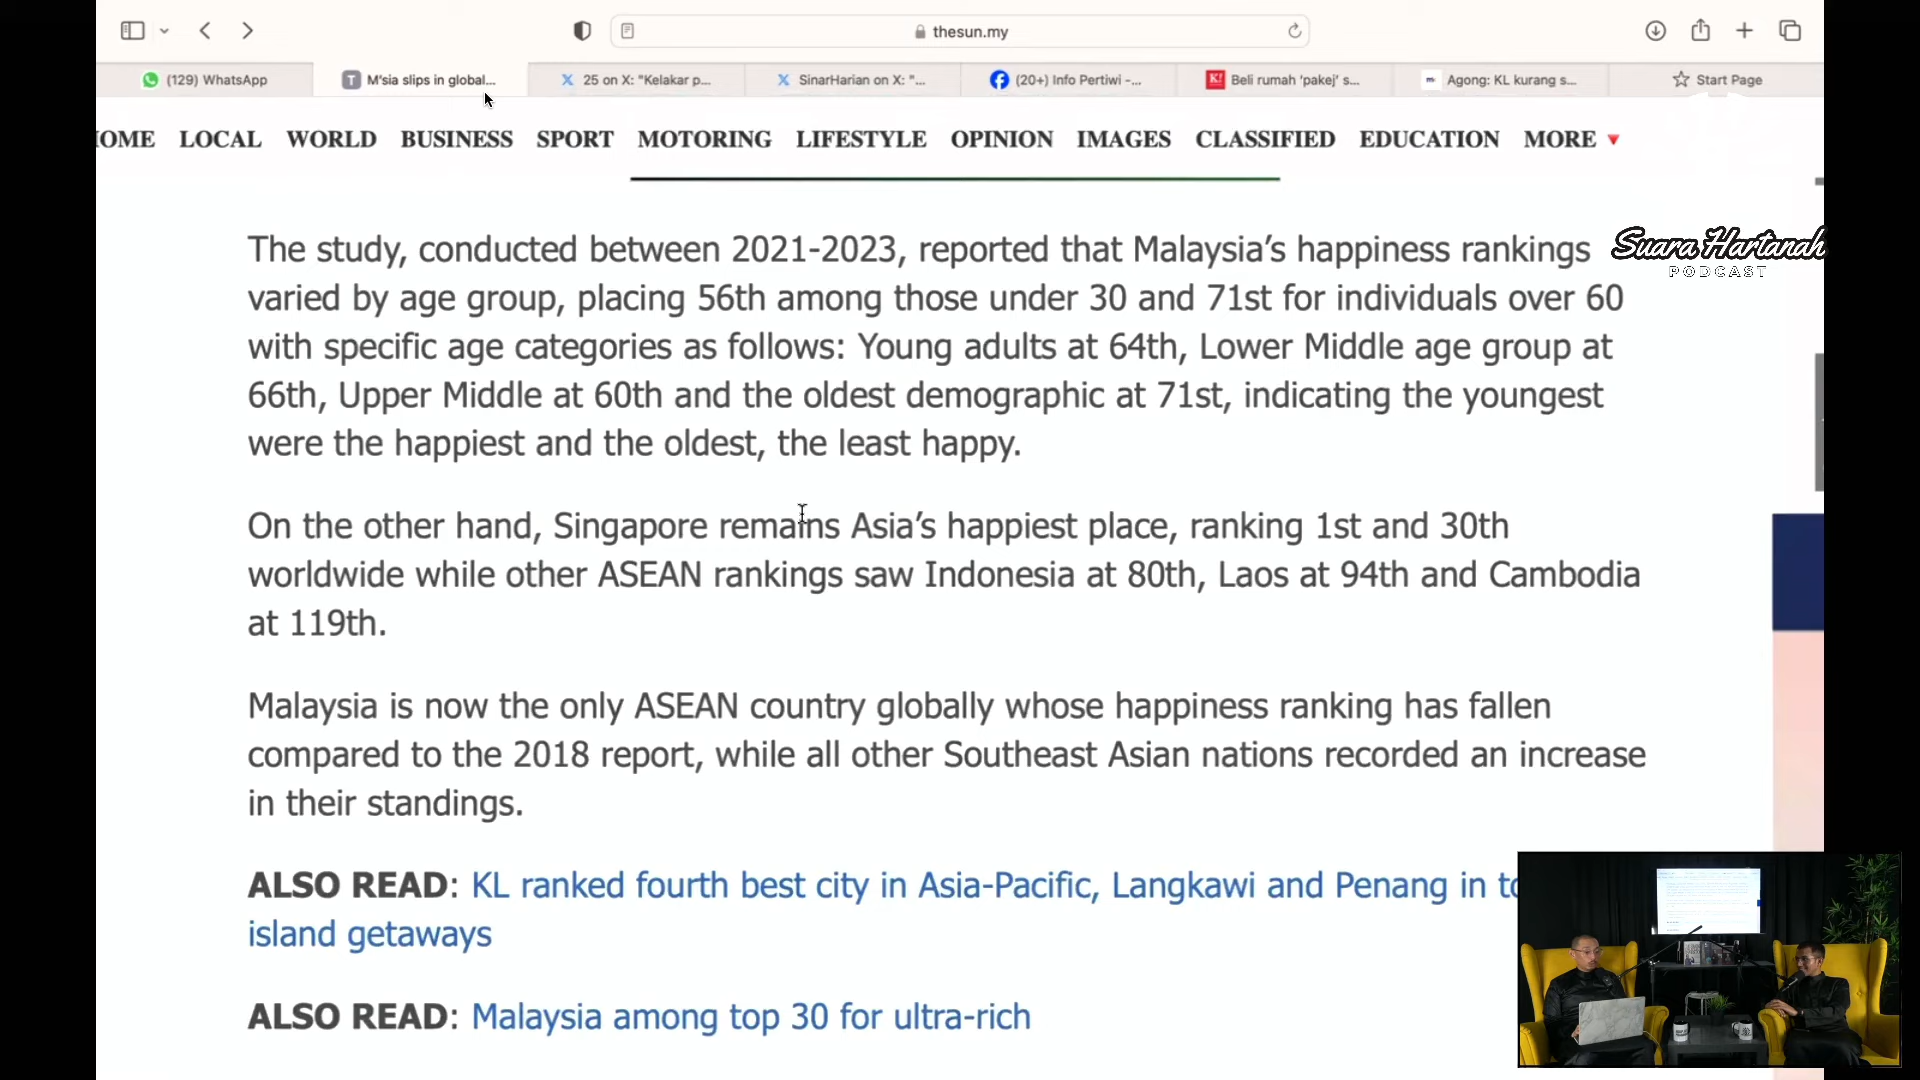 thesun.my
(129) WhatsApp
M'sia slips in global...
25 on X: "Kelakar p...
SinarHarian on X: "...
(20+) Info Pertiwi -...
Beli rumah 'pakej' s...
Agong: KL kurang s...
Start Page
HOME LOCAL WORLD BUSINESS SPORT MOTORING LIFESTYLE OPINION IMAGES CLASSIFIED EDUCATION MORE
Suara Hartanah
PODCAST
The study, conducted between 2021-2023, reported that Malaysia’s happiness rankings
varied by age group, placing 56th among those under 30 and 71st for individuals over 60
with specific age categories as follows: Young adults at 64th, Lower Middle age group at
66th, Upper Middle at 60th and the oldest demographic at 71st, indicating the youngest
were the happiest and the oldest, the least happy.
On the other hand, Singapore remains Asia’s happiest place, ranking 1st and 30th
worldwide while other ASEAN rankings saw Indonesia at 80th, Laos at 94th and Cambodia
at 119th.
Malaysia is now the only ASEAN country globally whose happiness ranking has fallen
compared to the 2018 report, while all other Southeast Asian nations recorded an increase
in their standings.
ALSO READ: KL ranked fourth best city in Asia-Pacific, Langkawi and Penang in
island getaways
ALSO READ: Malaysia among top 30 for ultra-rich